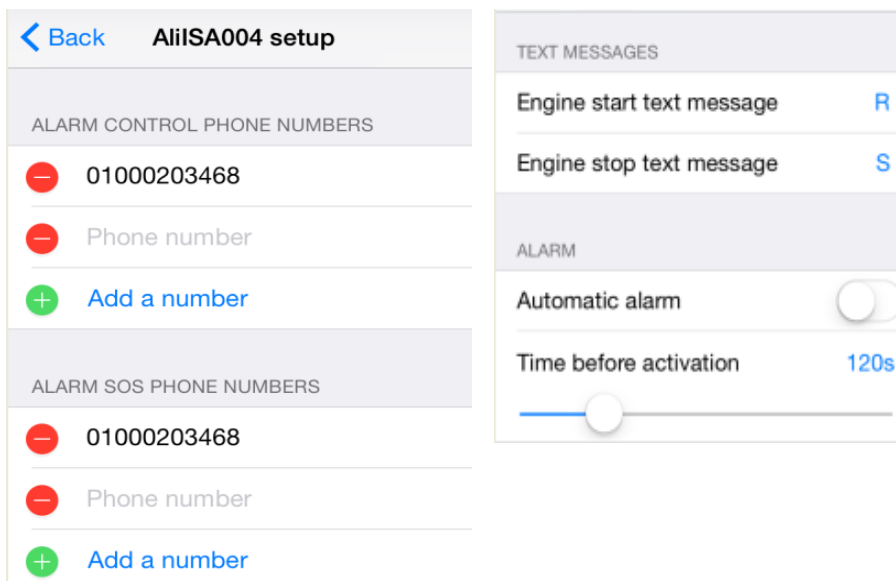 Back
AliISA004 setup
ALARM CONTROL PHONE NUMBERS
01000203468
Phone number
Add a number
ALARM SOS PHONE NUMBERS
01000203468
Phone number
Add a number
TEXT MESSAGES
Engine start text message R
Engine stop text message S
ALARM
Automatic alarm
Time before activation 120s